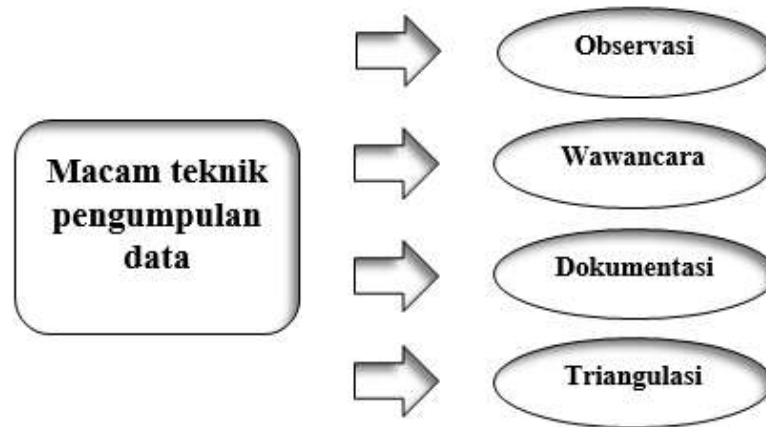 Macam teknik
pengumpulan
data
Observasi
Wawancara
Dokumentasi
Triangulasi